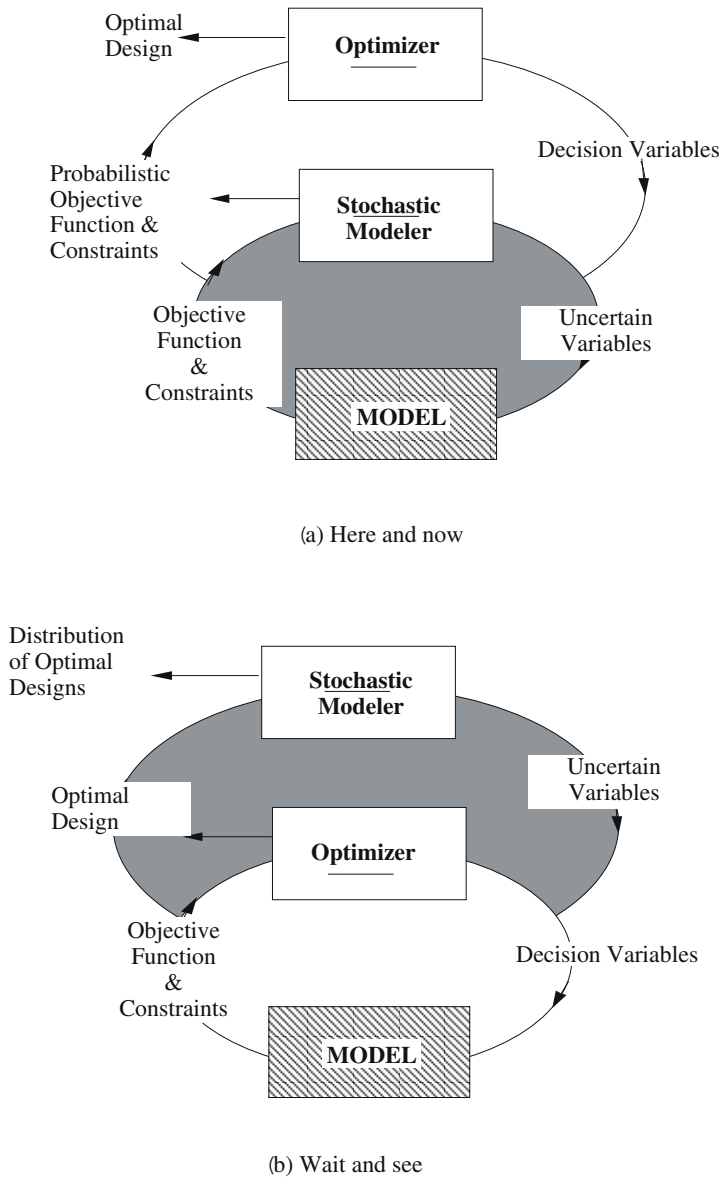 Optimal
Design
Optimizer
Decision Variables
Probabilistic
Objective
Function &
Constraints
Stochastic
Modeler
Objective
Function
&
Constraints
Uncertain
Variables
MODEL
(a) Here and now
Distribution
of Optimal
Designs
Stochastic
Modeler
Uncertain
Variables
Optimal
Design
Optimizer
Objective
Function
&
Constraints
Decision Variables
MODEL
(b) Wait and see